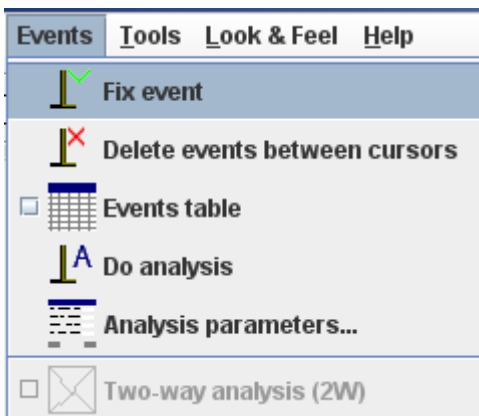 Events Tools Look & Feel Help
Fix event
Delete events between cursors
Events table
Do analysis
Analysis parameters...
Two-way analysis (2W)